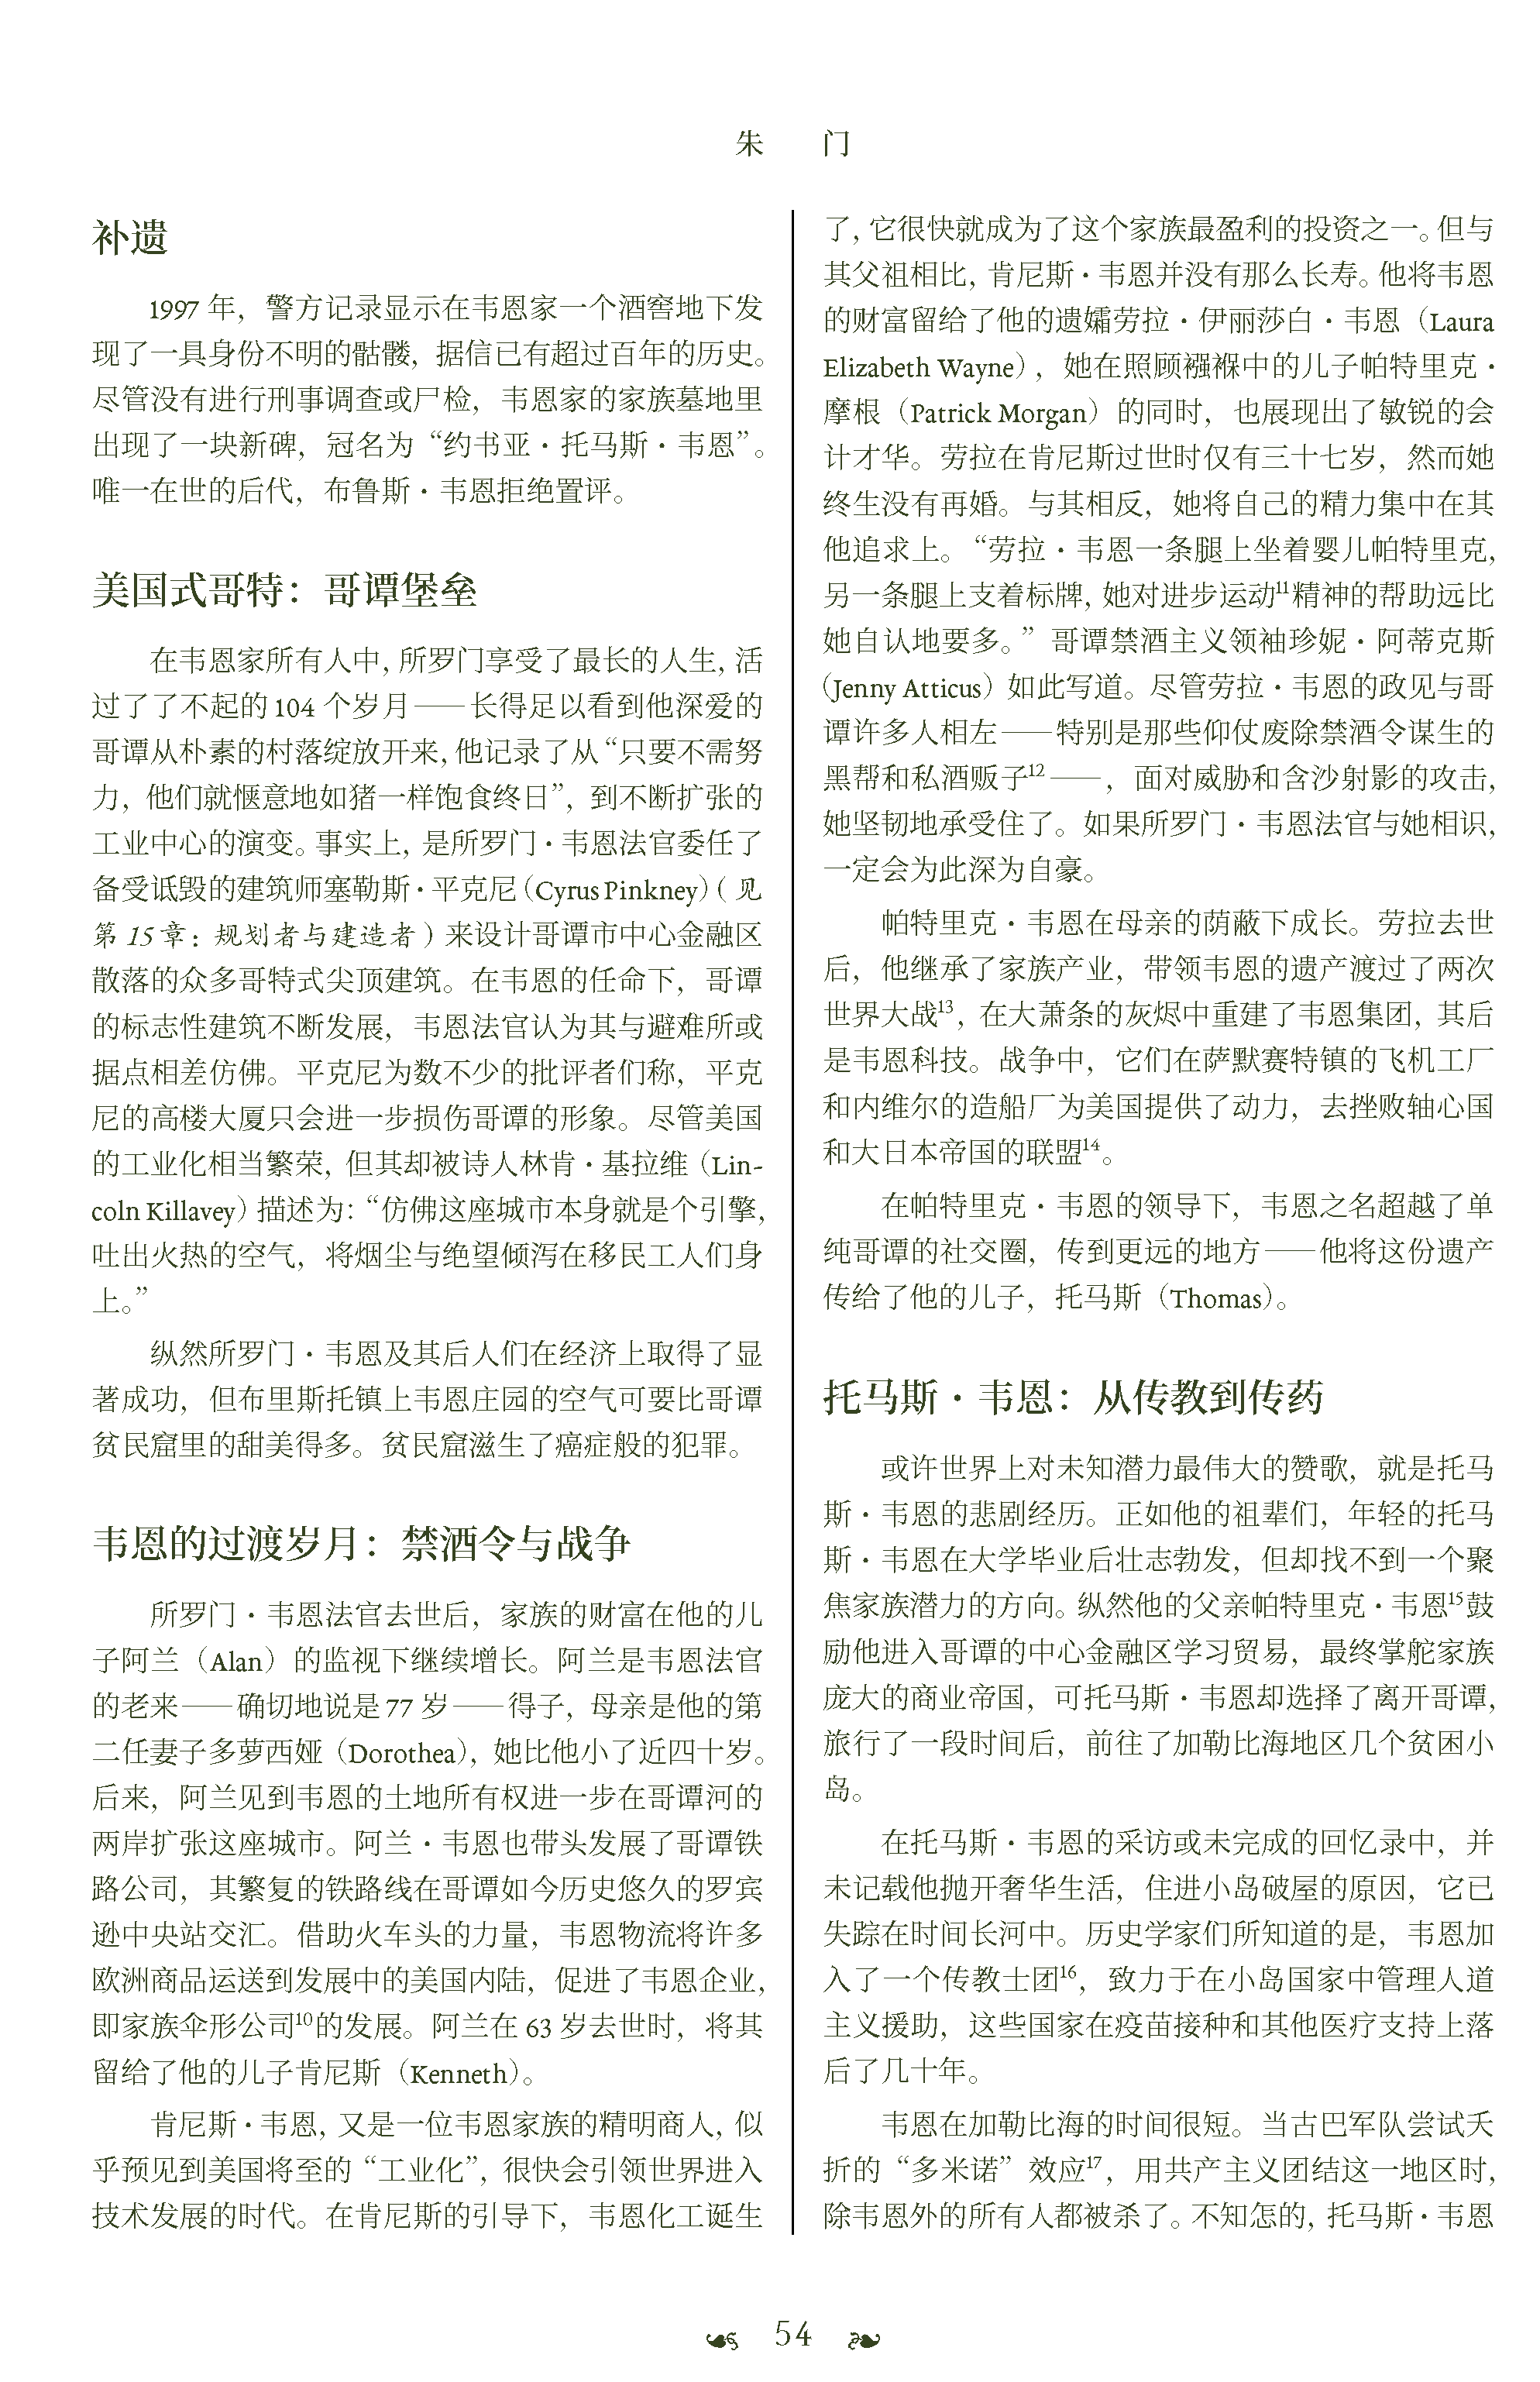 朱 门
补遗
1997 年，警方记录显示在韦恩家一个酒窖地下发
现了一具身份不明的骷髅，据信已有超过百年的历史。
尽管没有进行刑事调查或尸检，韦恩家的家族墓地里
出现了一块新碑，冠名为“约书亚·托马斯·韦恩”。
唯一在世的后代，布鲁斯·韦恩拒绝置评。
美国式哥特：哥谭堡垒
在韦恩家所有人中，所罗门享受了最长的人生，活
过了了不起的 104 个岁月——长得足以看到他深爱的
哥谭从朴素的村落绽放开来，他记录了从“只要不需努
力，他们就惬意地如猪一样饱食终日”，到不断扩张的
工业中心的演变。事实上，是所罗门·韦恩法官委任了
备受诋毁的建筑师塞勒斯·平克尼（Cyrus Pinkney）（见
第 15 章：规划者与建造者）来设计哥谭市中心金融区
散落的众多哥特式尖顶建筑。在韦恩的任命下，哥谭
的标志性建筑不断发展，韦恩法官认为其与避难所或
据点相差仿佛。平克尼为数不少的批评者们称，平克
尼的高楼大厦只会进一步损伤哥谭的形象。尽管美国
的工业化相当繁荣，但其却被诗人林肯·基拉维（Lin-
coln Killavey）描述为：“仿佛这座城市本身就是个引擎，
吐出火热的空气，将烟尘与绝望倾泻在移民工人们身
上。”
纵然所罗门·韦恩及其后人们在经济上取得了显
著成功，但布里斯托镇上韦恩庄园的空气可要比哥谭
贫民窟里的甜美得多。贫民窟滋生了癌症般的犯罪。
韦恩的过渡岁月：禁酒令与战争
所罗门·韦恩法官去世后，家族的财富在他的儿
子阿兰（Alan）的监视下继续增长。阿兰是韦恩法官
的老来——确切地说是 77 岁——得子，母亲是他的第
二任妻子多萝西娅（Dorothea），她比他小了近四十岁。
后来，阿兰见到韦恩的土地所有权进一步在哥谭河的
两岸扩张这座城市。阿兰·韦恩也带头发展了哥谭铁
路公司，其繁复的铁路线在哥谭如今历史悠久的罗宾
逊中央站交汇。借助火车头的力量，韦恩物流将许多
欧洲商品运送到发展中的美国内陆，促进了韦恩企业，
即家族伞形公司10的发展。阿兰在 63 岁去世时，将其
留给了他的儿子肯尼斯（Kenneth）。
肯尼斯·韦恩，又是一位韦恩家族的精明商人，似
乎预见到美国将至的“工业化”，很快会引领世界进入
技术发展的时代。在肯尼斯的引导下，韦恩化工诞生
了，它很快就成为了这个家族最盈利的投资之一。但与
其父祖相比，肯尼斯·韦恩并没有那么长寿。他将韦恩
的财富留给了他的遗孀劳拉·伊丽莎白·韦恩（Laura
Elizabeth Wayne），她在照顾襁褓中的儿子帕特里克·
摩根（Patrick Morgan）的同时，也展现出了敏锐的会
计才华。劳拉在肯尼斯过世时仅有三十七岁，然而她
终生没有再婚。与其相反，她将自己的精力集中在其
他追求上。“劳拉·韦恩一条腿上坐着婴儿帕特里克，
另一条腿上支着标牌，她对进步运动11精神的帮助远比
她自认地要多。”哥谭禁酒主义领袖珍妮·阿蒂克斯
（Jenny Atticus）如此写道。尽管劳拉·韦恩的政见与哥
谭许多人相左——特别是那些仰仗废除禁酒令谋生的
黑帮和私酒贩子12——，面对威胁和含沙射影的攻击，
她坚韧地承受住了。如果所罗门·韦恩法官与她相识，
一定会为此深为自豪。
帕特里克·韦恩在母亲的荫蔽下成长。劳拉去世
后，他继承了家族产业，带领韦恩的遗产渡过了两次
世界大战13，在大萧条的灰烬中重建了韦恩集团，其后
是韦恩科技。战争中，它们在萨默赛特镇的飞机工厂
和内维尔的造船厂为美国提供了动力，去挫败轴心国
和大日本帝国的联盟14。
在帕特里克·韦恩的领导下，韦恩之名超越了单
纯哥谭的社交圈，传到更远的地方——他将这份遗产
传给了他的儿子，托马斯（Thomas）。
托马斯·韦恩：从传教到传药
或许世界上对未知潜力最伟大的赞歌，就是托马
斯·韦恩的悲剧经历。正如他的祖辈们，年轻的托马
斯·韦恩在大学毕业后壮志勃发，但却找不到一个聚
焦家族潜力的方向。纵然他的父亲帕特里克·韦恩15鼓
励他进入哥谭的中心金融区学习贸易，最终掌舵家族
庞大的商业帝国，可托马斯·韦恩却选择了离开哥谭，
旅行了一段时间后，前往了加勒比海地区几个贫困小
岛。
在托马斯·韦恩的采访或未完成的回忆录中，并
未记载他抛开奢华生活，住进小岛破屋的原因，它已
失踪在时间长河中。历史学家们所知道的是，韦恩加
入了一个传教士团16，致力于在小岛国家中管理人道
主义援助，这些国家在疫苗接种和其他医疗支持上落
后了几十年。
韦恩在加勒比海的时间很短。当古巴军队尝试夭
折的“多米诺”效应17，用共产主义团结这一地区时，
除韦恩外的所有人都被杀了。不知怎的，托马斯·韦恩
54